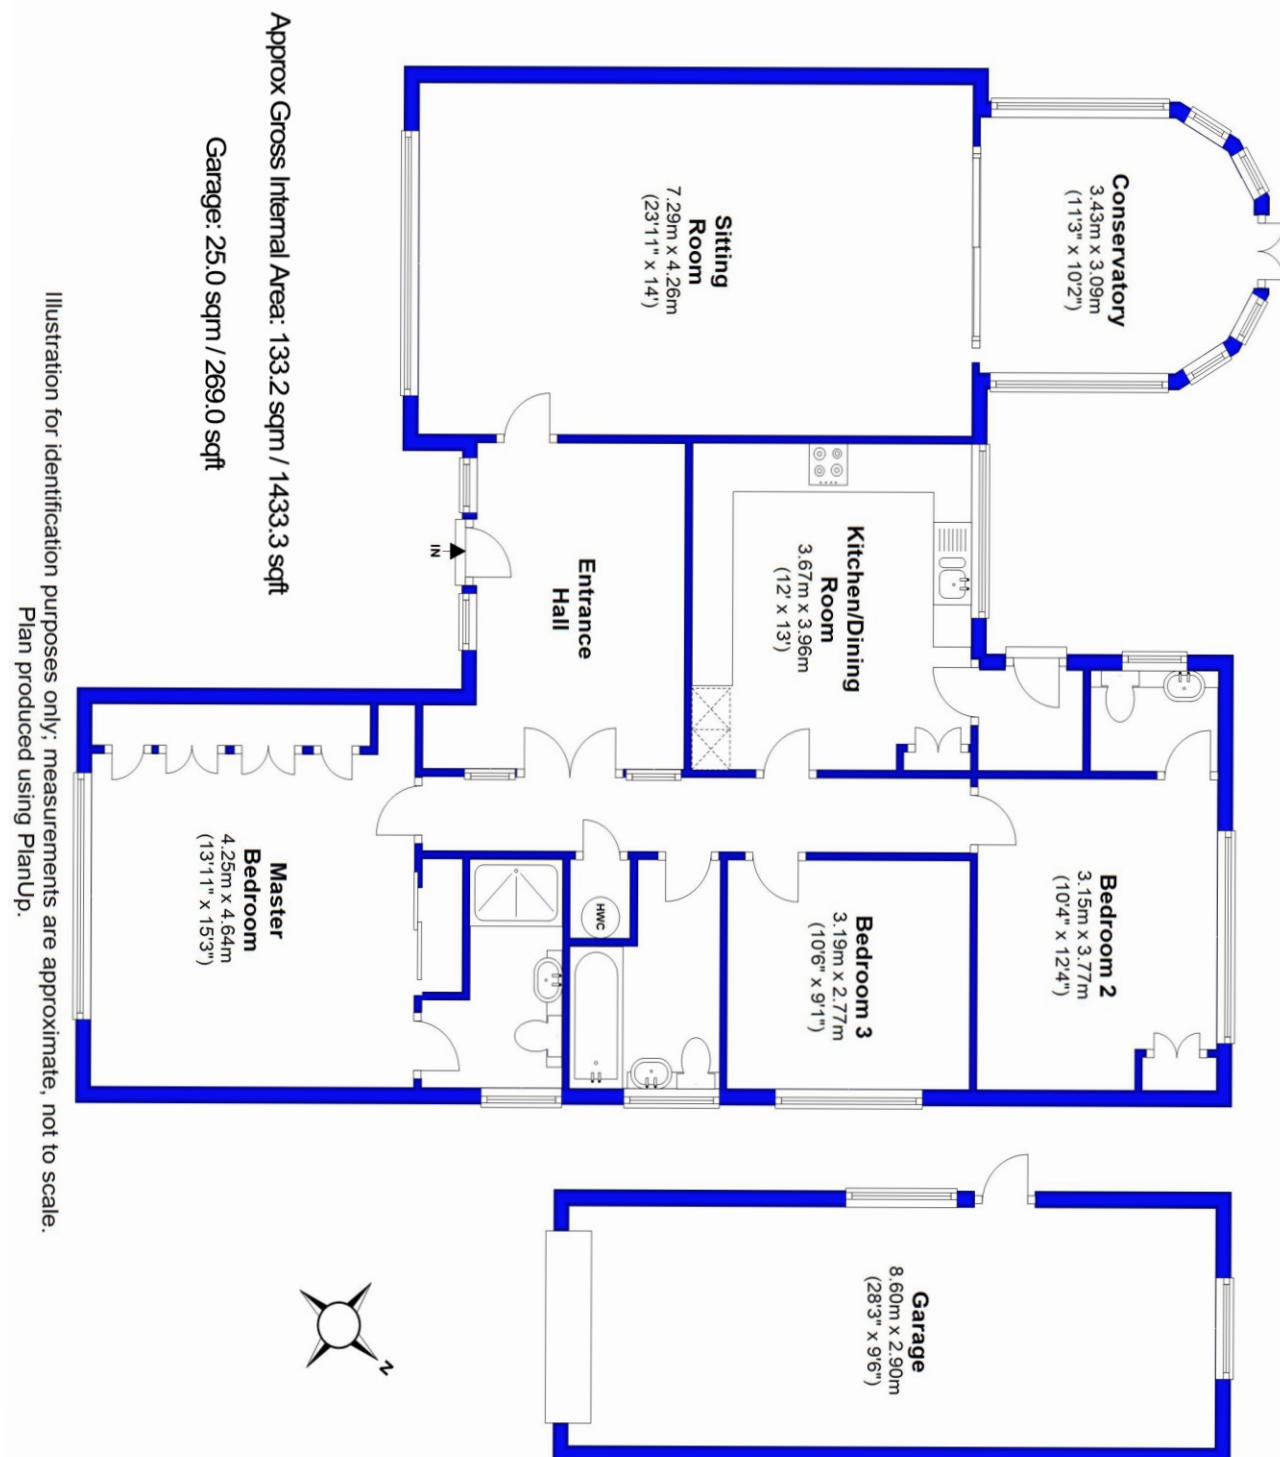 Conservatory
3.43m x 3.09m
(11'3" x 10'2")
Sitting
Room
7.29m x 4.26m
(23'11" x 14')
Kitchen/Dining
Room
3.67m x 3.96m
(12' x 13')
Entrance
Hall
IN
Bedroom 2
3.15m x 3.77m
(10'4" x 12'4")
Bedroom 3
3.19m x 2.77m
(10'6" x 9'1")
HWC
Master
Bedroom
4.25m x 4.64m
(13'11" x 15'3")
Garage
8.60m x 2.90m
(28'3" x 9'6")
N
Approx Gross Internal Area: 133.2 sqm / 1433.3 sqft
Garage: 25.0 sqm / 269.0 sqft
Illustration for identification purposes only; measurements are approximate, not to scale.
Plan produced using PlanUp.